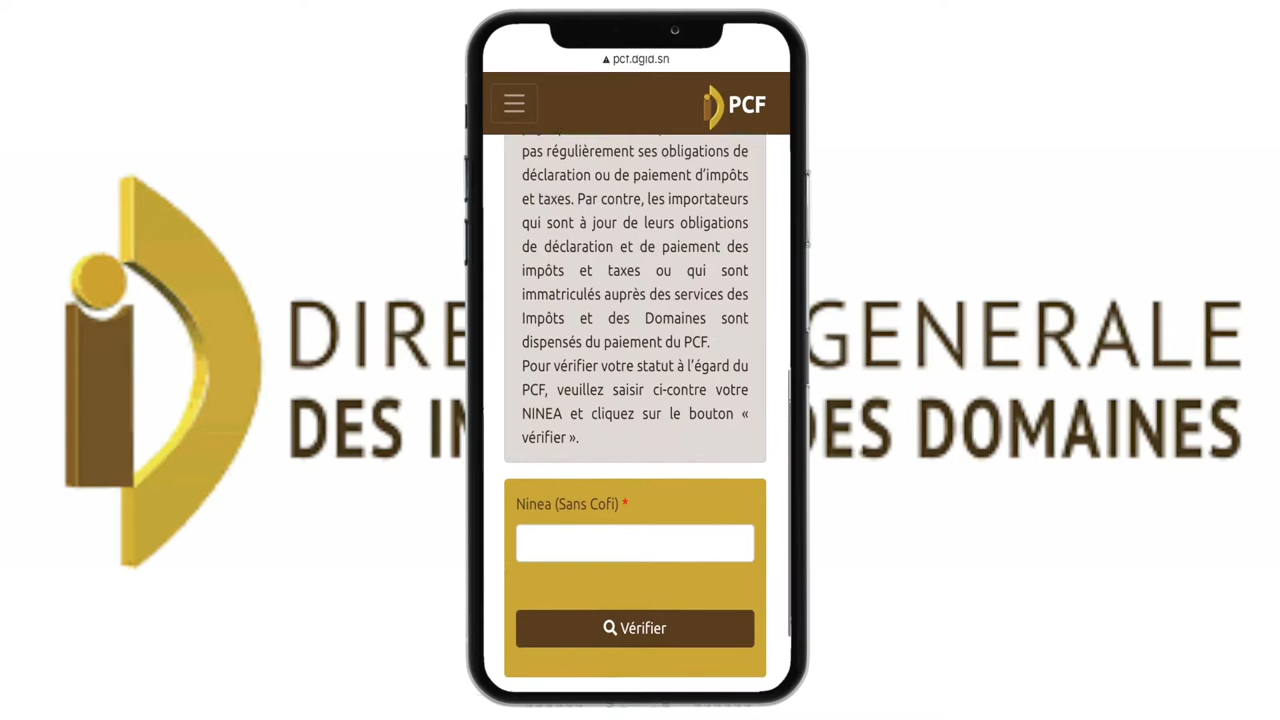 pcf.dgid.sn
PCF
pas régulièrement ses obligations de
déclaration ou de paiement d’impôts
et taxes. Par contre, les importateurs
qui sont à jour de leurs obligations
de déclaration et de paiement des
impôts et taxes ou qui sont
immatriculés auprès des services des
Impôts et des Domaines sont
dispensés du paiement du PCF.
Pour vérifier votre statut à l’égard du
PCF, veuillez saisir ci-contre votre
NINEA et cliquez sur le bouton «
vérifier ».
Ninea (Sans Cofi) *
Vérifier
DIRE GENERALE
DES IM DES DOMAINES